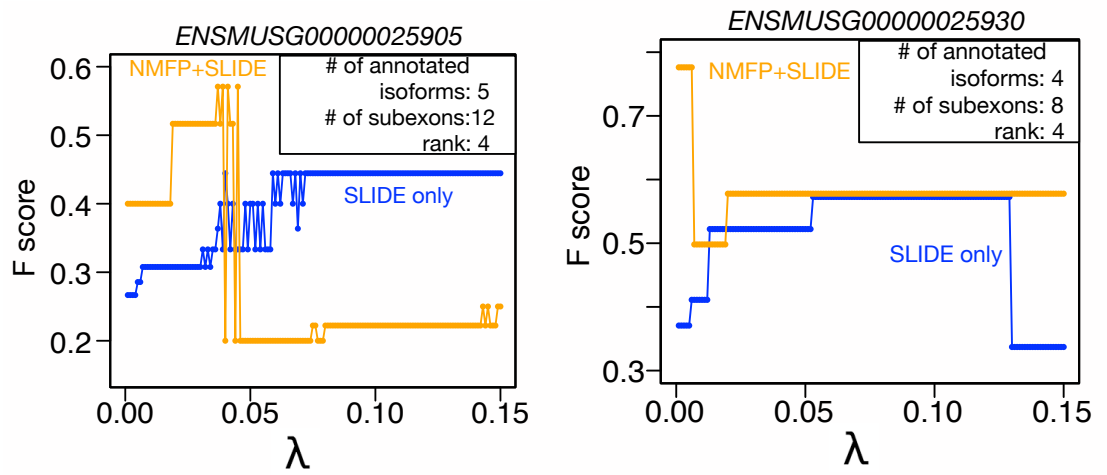 ENSMUSG00000025905
NMFP+SLIDE
# of annotated
isoforms: 5
# of subexons:12
rank: 4
SLIDE only
F score
0.6
0.5
0.4
0.3
0.2
0.00 0.05 0.10 0.15
λ
ENSMUSG00000025930
NMFP+SLIDE
# of annotated
isoforms: 4
# of subexons: 8
rank: 4
SLIDE only
F score
0.7
0.5
0.3
0.00 0.05 0.10 0.15
λ